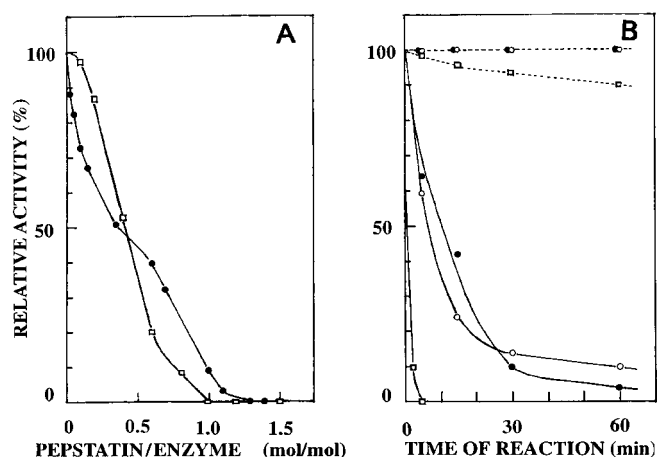 A
B
RELATIVE ACTIVITY (%)
100
50
0
0
0.5
1.0
1.5
PEPSTATIN/ENZYME (mol/mol)
100
50
0
0
30
60
TIME OF REACTION (min)